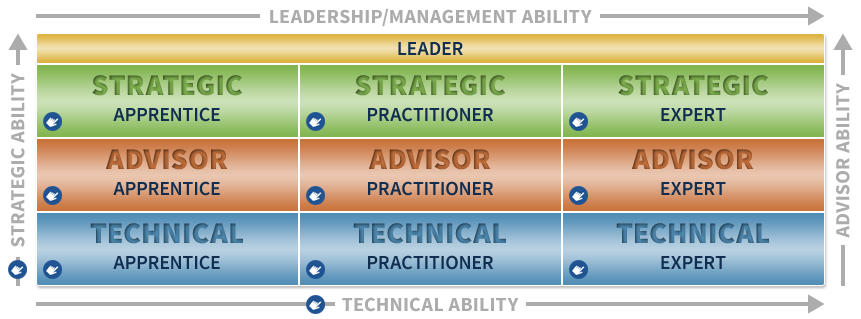 LEADERSHIP/MANAGEMENT ABILITY
LEADER
STRATEGIC ABILITY
ADVISOR ABILITY
STRATEGIC
APPRENTICE
STRATEGIC
PRACTITIONER
STRATEGIC
EXPERT
ADVISOR
APPRENTICE
ADVISOR
PRACTITIONER
ADVISOR
EXPERT
TECHNICAL
APPRENTICE
TECHNICAL
PRACTITIONER
TECHNICAL
EXPERT
TECHNICAL ABILITY